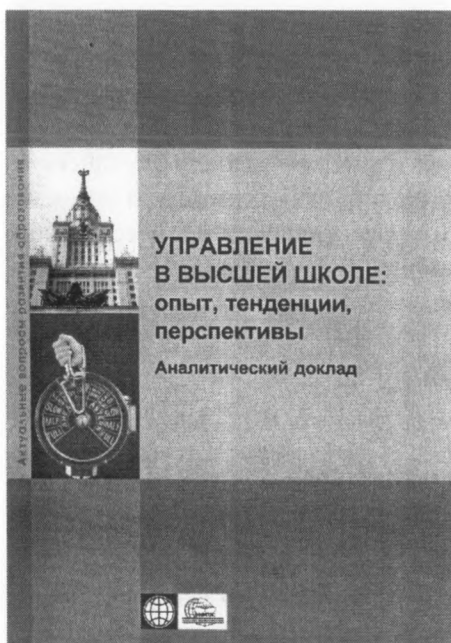 Актуальные вопросы развития образования
УПРАВЛЕНИЕ
В ВЫСШЕЙ ШКОЛЕ:
опыт, тенденции,
перспективы
Аналитический доклад